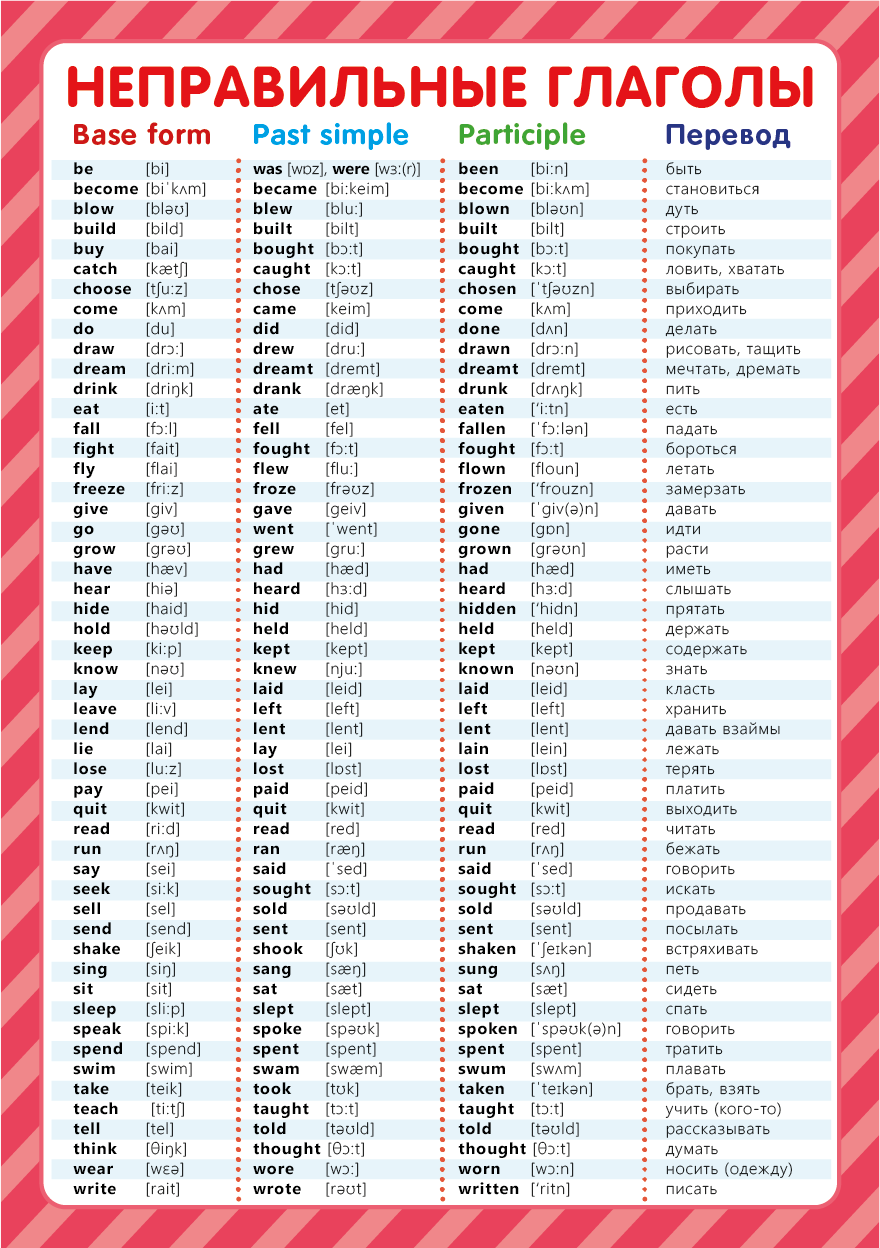 НЕПРАВИЛЬНЫЕ ГЛАГОЛЫ
Base form Past simple Participle Перевод
be [bi] was [wɒz], were [wɜ:(r)] been [bi:n] быть
become [biˈkʌm] became [bi:keim] become [bi:kʌm] становиться
blow [bləʊ] blew [blu:] blown [bləʊn] дуть
build [bild] built [bilt] built [bilt] строить
buy [bai] bought [bɔ:t] bought [bɔ:t] покупать
catch [kætʃ] caught [kɔ:t] caught [kɔ:t] ловить, хватать
choose [tʃu:z] chose [tʃəʊz] chosen [ˈtʃəʊzn] выбирать
come [kʌm] came [keim] come [kʌm] приходить
do [du] did [did] done [dʌn] делать
draw [drɔ:] drew [dru:] drawn [drɔ:n] рисовать, тащить
dream [dri:m] dreamt [dremt] dreamt [dremt] мечтать, дремать
drink [driŋk] drank [dræŋk] drunk [drʌŋk] пить
eat [i:t] ate [et] eaten [‘i:tn] есть
fall [fɔ:l] fell [fel] fallen [ˈfɔ:lən] падать
fight [fait] fought [fɔ:t] fought [fɔ:t] бороться
fly [flai] flew [flu:] flown [floun] летать
freeze [fri:z] froze [frəʊz] frozen [‘frouzn] замерзать
give [giv] gave [geiv] given [ˈgiv(ə)n] давать
go [gəʊ] went [ˈwent] gone [gɒn] идти
grow [grəʊ] grew [gru:] grown [grəʊn] расти
have [hæv] had [hæd] had [hæd] иметь
hear [hiə] heard [hɜ:d] heard [hɜ:d] слышать
hide [haid] hid [hid] hidden [‘hidn] прятать
hold [həʊld] held [held] held [held] держать
keep [ki:p] kept [kept] kept [kept] содержать
know [nəʊ] knew [nju:] known [nəʊn] знать
lay [lei] laid [leid] laid [leid] класть
leave [li:v] left [left] left [left] хранить
lend [lend] lent [lent] lent [lent] давать взаймы
lie [lai] lay [lei] lain [lein] лежать
lose [lu:z] lost [lɒst] lost [lɒst] терять
pay [pei] paid [peid] paid [peid] платить
quit [kwit] quit [kwit] quit [kwit] выходить
read [ri:d] read [red] read [red] читать
run [rʌŋ] ran [ræŋ] run [rʌŋ] бежать
say [sei] said [ˈsed] said [ˈsed] говорить
seek [si:k] sought [sɔ:t] sought [sɔ:t] искать
sell [sel] sold [səʊld] sold [səʊld] продавать
send [send] sent [sent] sent [sent] посылать
shake [ʃeik] shook [ʃʊk] shaken [ˈʃeɪkən] встряхивать
sing [siŋ] sang [sæŋ] sung [sʌŋ] петь
sit [sit] sat [sæt] sat [sæt] сидеть
sleep [sli:p] slept [slept] slept [slept] спать
speak [spi:k] spoke [spəʊk] spoken [ˈspəʊk(ə)n] говорить
spend [spend] spent [spent] spent [spent] тратить
swim [swim] swam [swæm] swum [swʌm] плавать
take [teik] took [tʊk] taken [ˈteɪkən] брать, взять
teach [ti:tʃ] taught [tɔ:t] taught [tɔ:t] учить (кого-то)
tell [tel] told [təʊld] told [təʊld] рассказывать
think [θiŋk] thought [θɔ:t] thought [θɔ:t] думать
wear [wɛə] wore [wɔ:] worn [wɔ:n] носить (одежду)
write [rait] wrote [rəʊt] written [‘ritn] писать